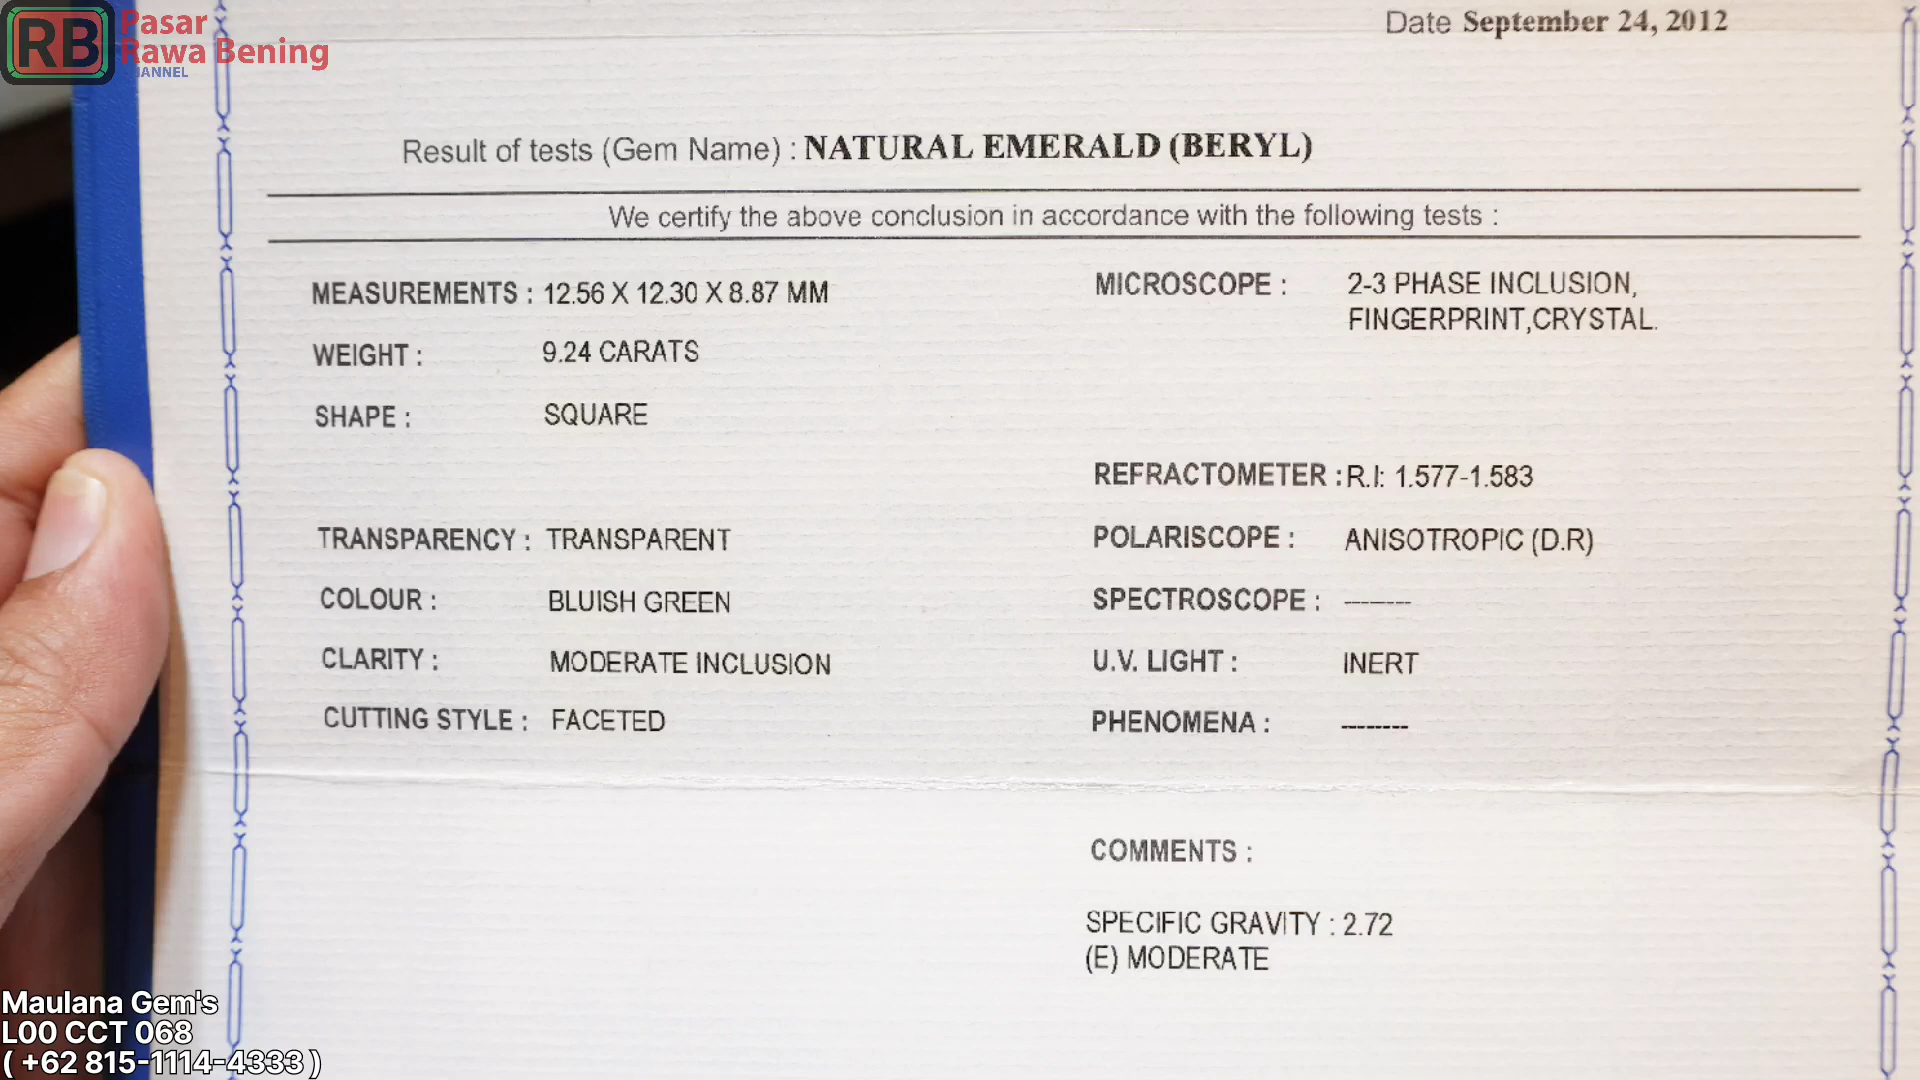 RB Pasar
Rawa Bening
CHANNEL
Date September 24, 2012
Result of tests (Gem Name) : NATURAL EMERALD (BERYL)
We certify the above conclusion in accordance with the following tests :
MEASUREMENTS : 12.56 X 12.30 X 8.87 MM
WEIGHT : 9.24 CARATS
SHAPE : SQUARE
TRANSPARENCY : TRANSPARENT
COLOUR : BLUISH GREEN
CLARITY : MODERATE INCLUSION
CUTTING STYLE : FACETED
MICROSCOPE : 2-3 PHASE INCLUSION,
FINGERPRINT,CRYSTAL.
REFRACTOMETER : R.I: 1.577-1.583
POLARISCOPE : ANISOTROPIC (D.R)
SPECTROSCOPE : --------
U.V. LIGHT : INERT
PHENOMENA : --------
COMMENTS :
SPECIFIC GRAVITY : 2.72
(E) MODERATE
Maulana Gem's
L00 CCT 068
( +62 815-1114-4333 )